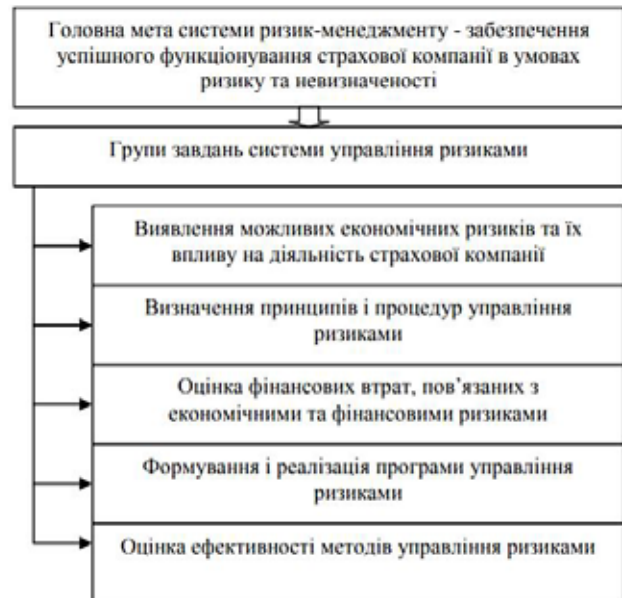 Головна мета системи ризик-менеджменту - забезпечення
успішного функціонування страхової компанії в умовах
ризику та невизначеності
Групи завдань системи управління ризиками
Виявлення можливих економічних ризиків та їх
впливу на діяльність страхової компанії
Визначення принципів і процедур управління
ризиками
Оцінка фінансових втрат, пов’язаних з
економічними та фінансовими ризиками
Формування і реалізація програми управління
ризиками
Оцінка ефективності методів управління ризиками